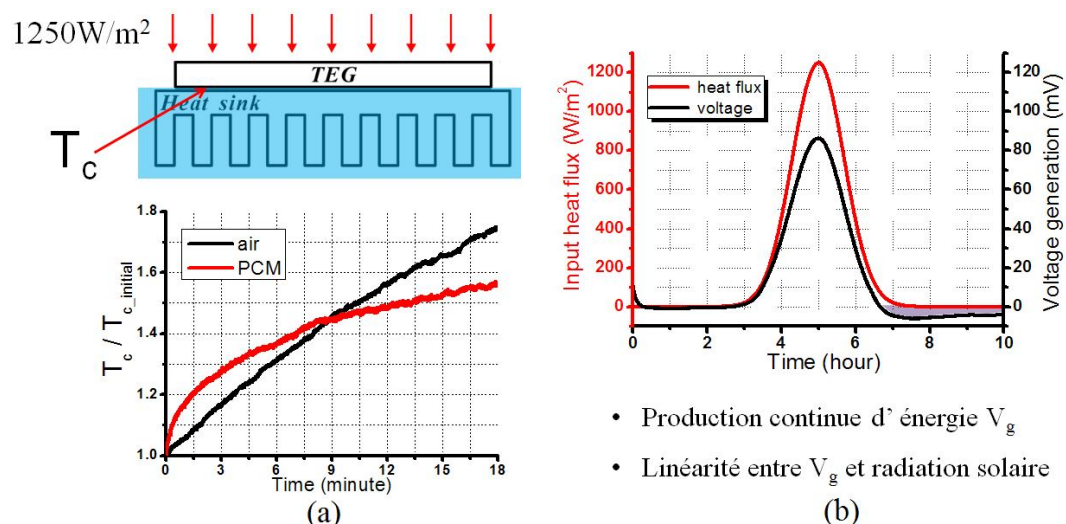 1250W/m²
TEG
Heat sink
T_c
T_c / T_c_initial
1.8
1.6
1.4
1.2
1.0
air
PCM
0 3 6 9 12 15 18
Time (minute)
(a)
Input heat flux (W/m²)
1200
1000
800
600
400
200
0
heat flux
voltage
120
100
80
60
40
20
0
Voltage generation (mV)
0 2 4 6 8 10
Time (hour)
• Production continue d’ énergie V_g
• Linéarité entre V_g et radiation solaire
(b)